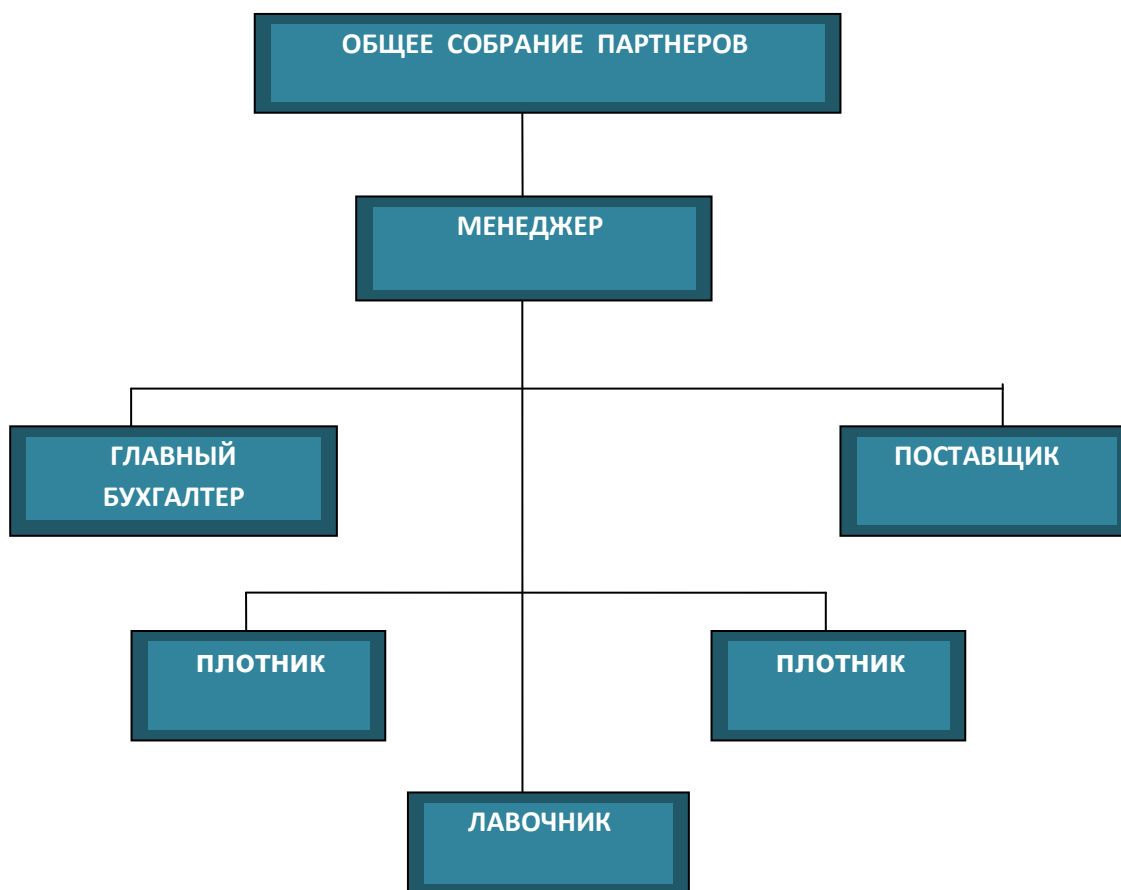 ОБЩЕЕ СОБРАНИЕ ПАРТНЕРОВ
МЕНЕДЖЕР
ГЛАВНЫЙ
БУХГАЛТЕР
ПОСТАВЩИК
ПЛОТНИК
ПЛОТНИК
ЛАВОЧНИК